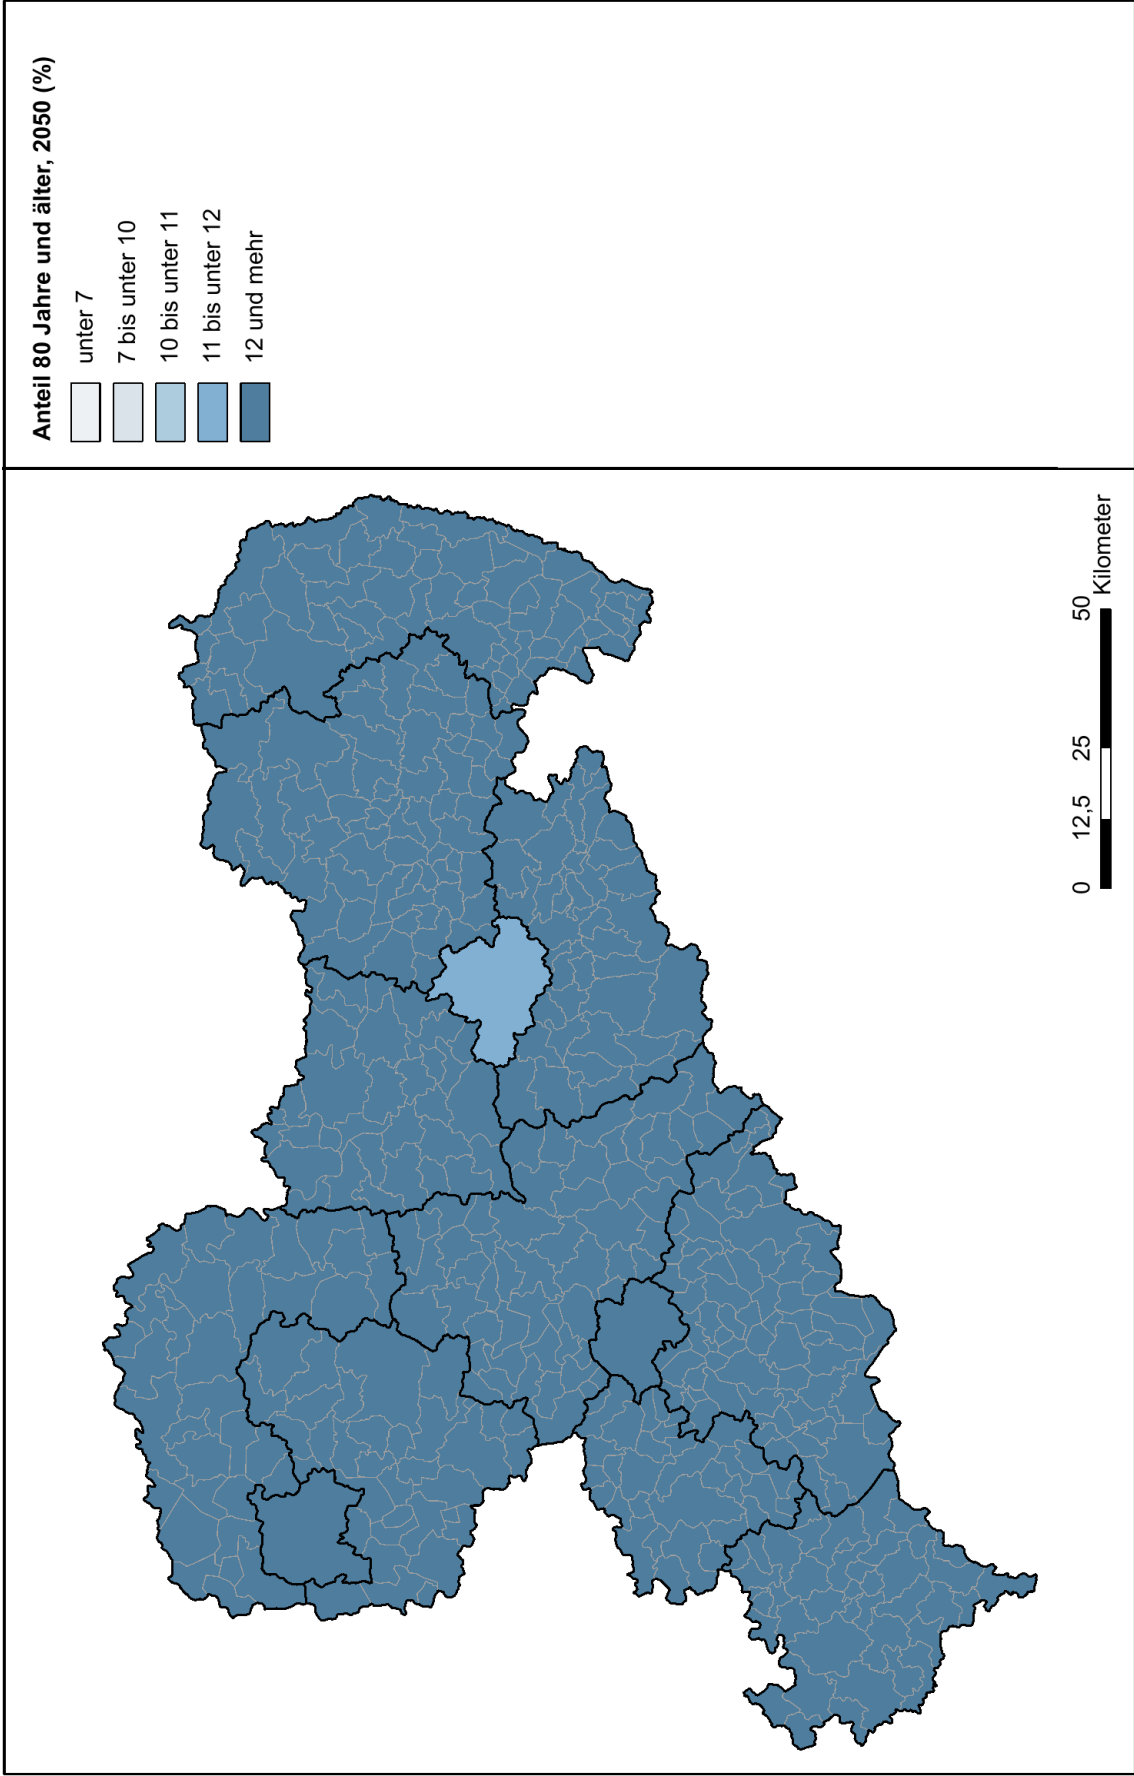 Anteil 80 Jahre und älter, 2050 (%)
unter 7
7 bis unter 10
10 bis unter 11
11 bis unter 12
12 und mehr
0 12,5 25 50
Kilometer